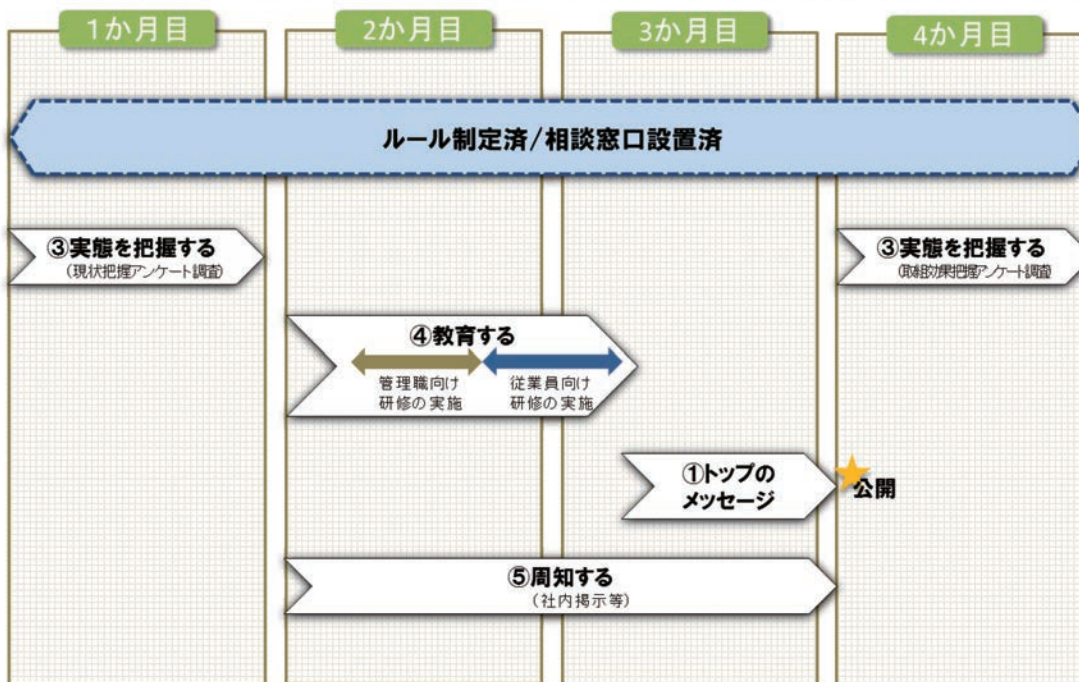 1か月目
2か月目
3か月目
4か月目
ルール制定済/相談窓口設置済
③実態を把握する
(現状把握アンケート調査)
③実態を把握する
(取組効果把握アンケート調査
④教育する
管理職向け
研修の実施
従業員向け
研修の実施
①トップの
メッセージ
公開
⑤周知する
(社内掲示等)